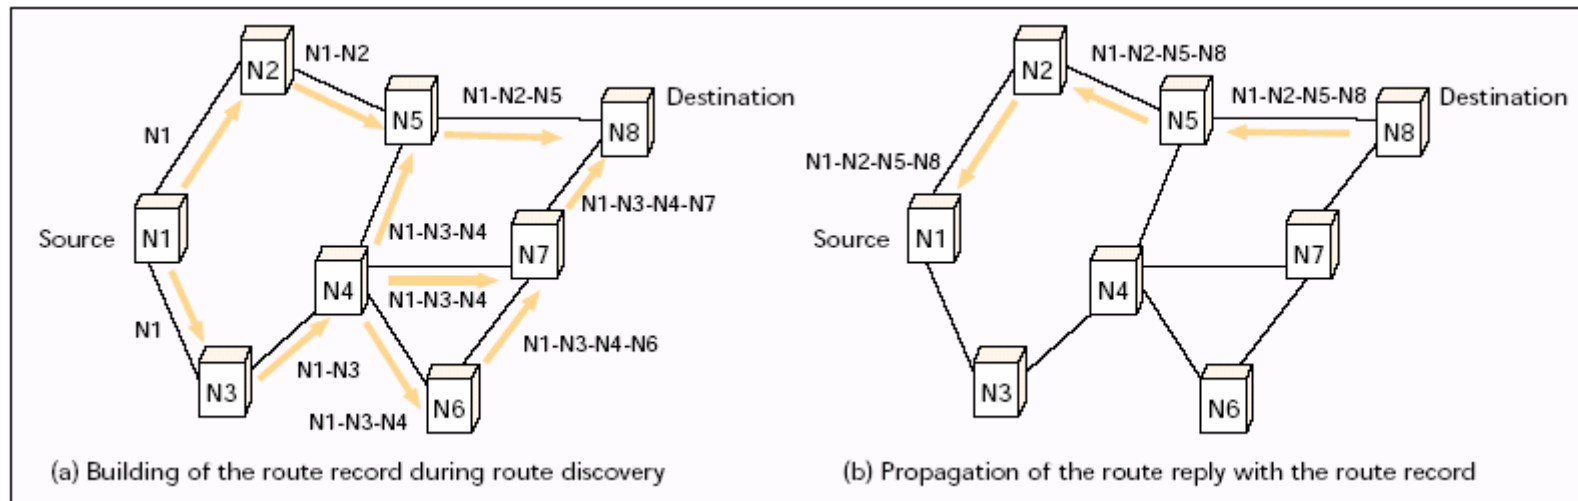 N1-N2
N2
N1-N2-N5
Destination
N5
N8
N1
N1-N3-N4-N7
Source
N1
N1-N3-N4
N7
N4
N1-N3-N4
N1
N1-N3-N4-N6
N1-N3
N3
N6
N1-N3-N4
(a) Building of the route record during route discovery
N1-N2-N5-N8
N2
N1-N2-N5-N8
Destination
N5
N8
N1-N2-N5-N8
Source
N1
N7
N4
N3
N6
(b) Propagation of the route reply with the route record